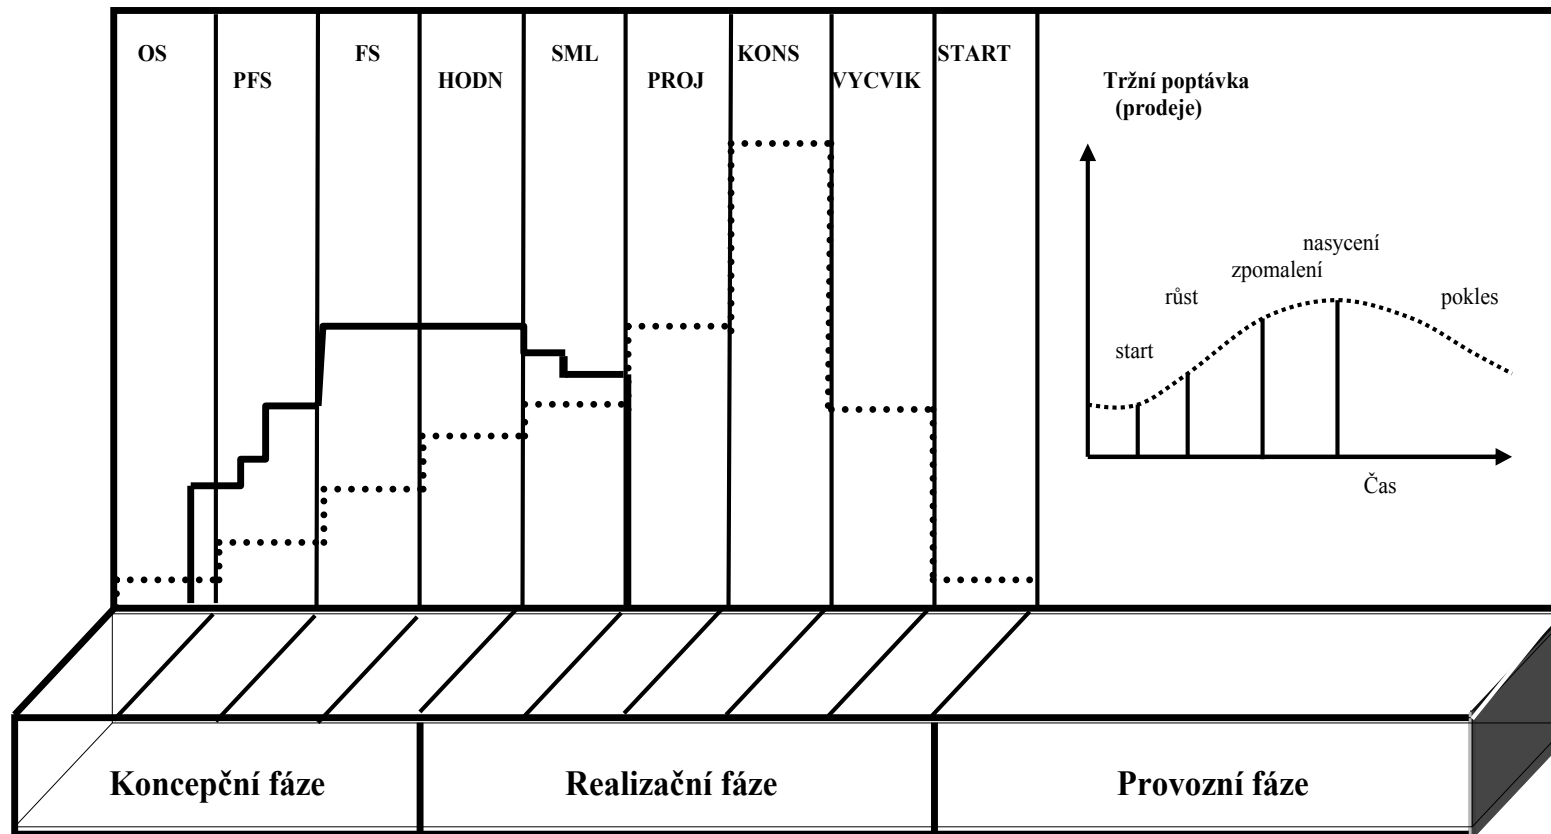 OS
PFS
FS
HODN
SML
PROJ
KONS
VYCVIK
START
Tržní poptávka
(prodeje)
nasycení
zpomalení
růst
pokles
start
Čas
Koncepční fáze
Realizační fáze
Provozní fáze